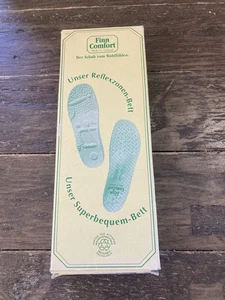 Finn
Comfort
Der Schuh zum Wohlfühlen
Unser Reflexzonen-Bett
Unser Superbequem-Bett